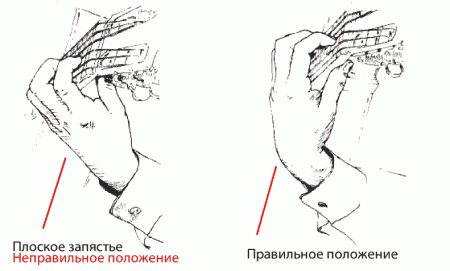 Плоское запястье
Неправильное положение
Правильное положение